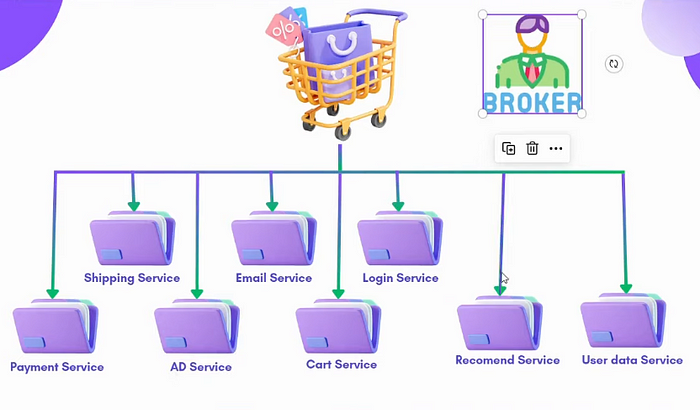 %
BROKER
Shipping Service
Email Service
Login Service
Payment Service
AD Service
Cart Service
Recomend Service
User data Service